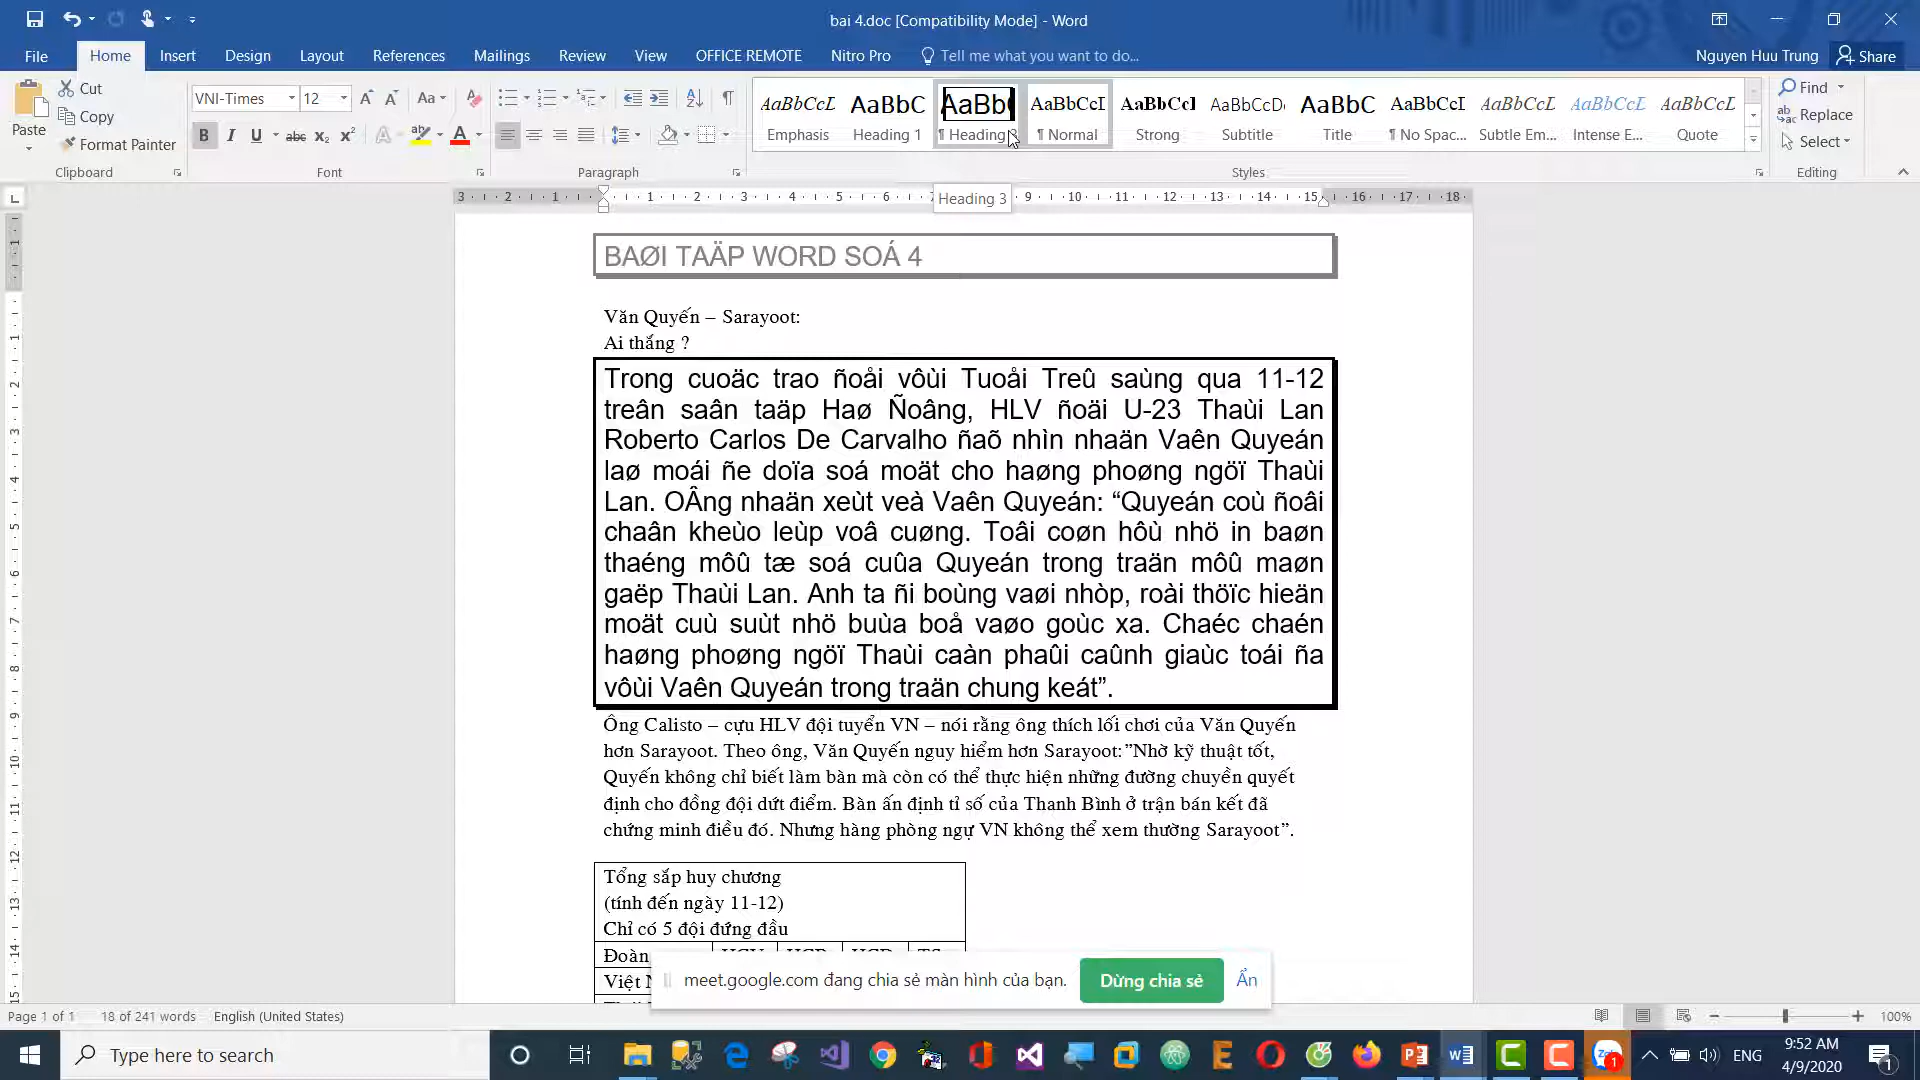 bai 4.doc [Compatibility Mode] - Word
File Home Insert Design Layout References Mailings Review View OFFICE REMOTE Nitro Pro Tell me what you want to do... Nguyen Huu Trung Share
Paste
Cut
Copy
Format Painter
Clipboard
VNI-Times 12
Font
Paragraph
Emphasis Heading 1 ¶ Heading ¶ Normal Strong Subtitle Title ¶ No Spac... Subtle Em... Intense E... Quote
Styles
Find
Replace
Select
Editing
Heading 3
BAØI TAÄP WORD SOÁ 4
Văn Quyến – Sarayoot:
Ai thắng ?
Trong cuoäc trao ñoåi vôùi Tuoåi Treû saùng qua 11-12
treân saân taäp Haø Ñoâng, HLV ñoäi U-23 Thaùi Lan
Roberto Carlos De Carvalho ñaõ nhìn nhaän Vaên Quyeán
laø moái ñe doïa soá moät cho haøng phoøng ngöï Thaùi
Lan. OÂng nhaän xeùt veà Vaên Quyeán: “Quyeán coù ñoâi
chaân kheùo leùp voâ cuøng. Toâi coøn hôù nhö in baøn
thaéng môû tæ soá cuûa Quyeán trong traän môû maøn
gaëp Thaùi Lan. Anh ta ñi boùng vaøi nhòp, roài thöïc hieän
moät cuù suùt nhö buùa boå vaøo goùc xa. Chaéc chaén
haøng phoøng ngöï Thaùi caàn phaûi caûnh giaùc toái ña
vôùi Vaên Quyeán trong traän chung keát”.
Ông Calisto – cựu HLV đội tuyển VN – nói rằng ông thích lối chơi của Văn Quyến
hơn Sarayoot. Theo ông, Văn Quyến nguy hiểm hơn Sarayoot:”Nhờ kỹ thuật tốt,
Quyến không chỉ biết làm bàn mà còn có thể thực hiện những đường chuyền quyết
định cho đồng đội dứt điểm. Bàn ấn định tỉ số của Thanh Bình ở trận bán kết đã
chứng minh điều đó. Nhưng hàng phòng ngự VN không thể xem thường Sarayoot”.
Tổng sắp huy chương
(tính đến ngày 11-12)
Chỉ có 5 đội đứng đầu
Đoàn
Việt
meet.google.com đang chia sẻ màn hình của bạn. Dừng chia sẻ Ẩn
Page 1 of 1 18 of 241 words English (United States) 100%
Type here to search
ENG
9:52 AM
4/9/2020